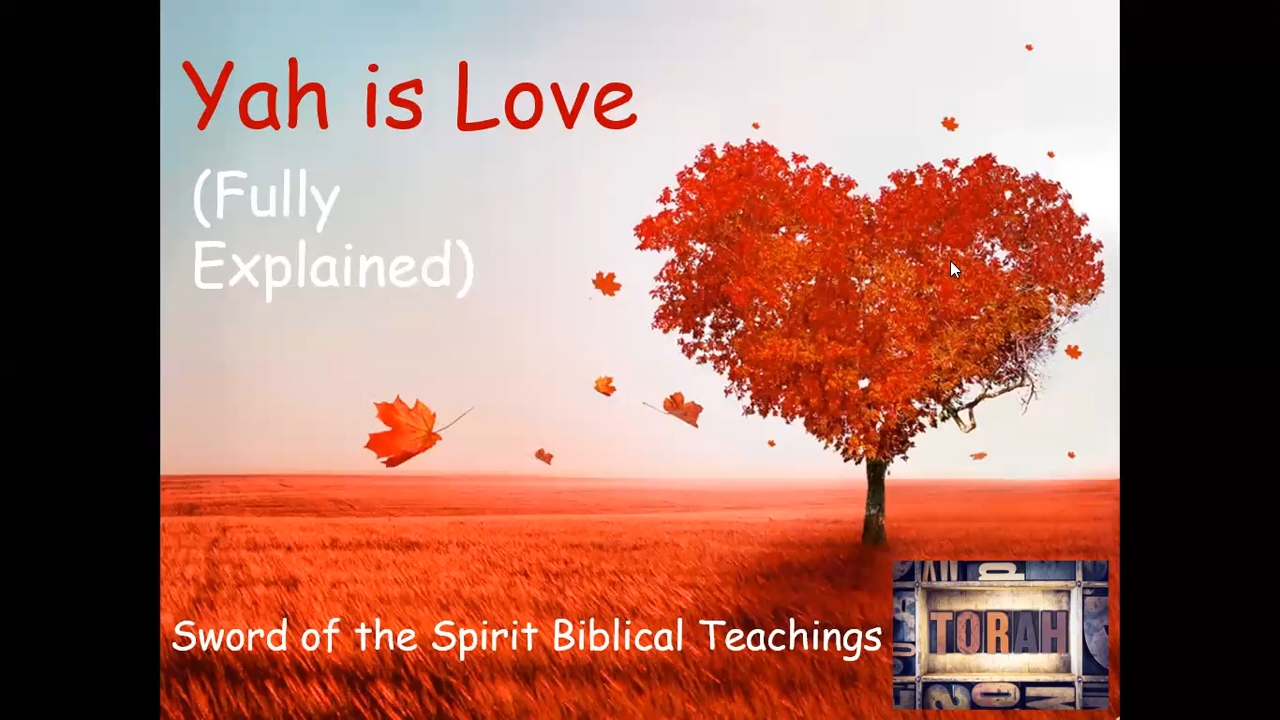 Yah is Love
(Fully
Explained)
Sword of the Spirit Biblical Teachings
TORAH